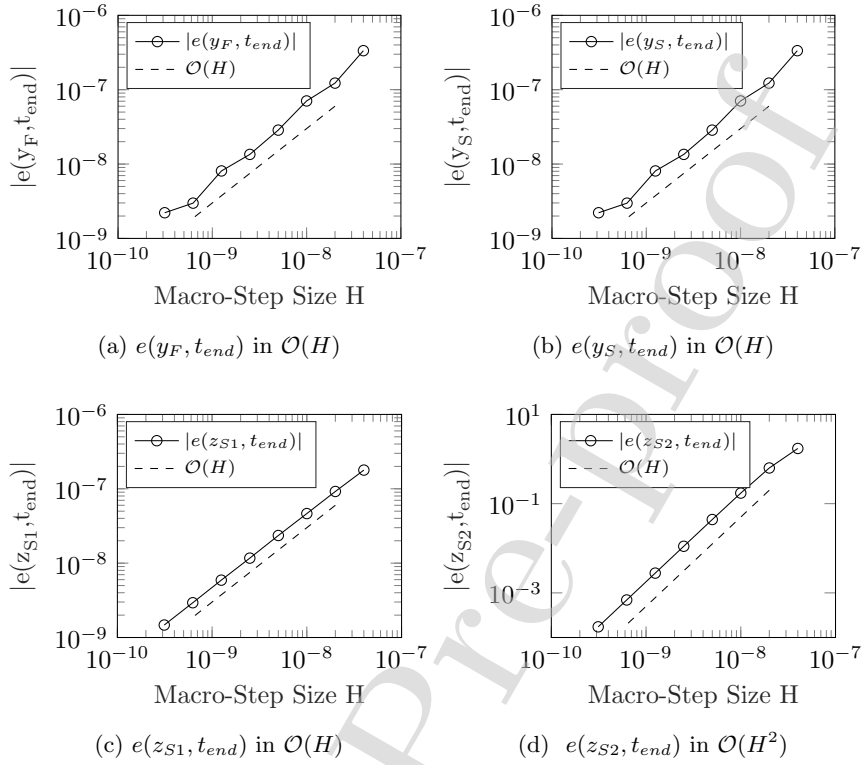 10^{-6}
10^{-7}
10^{-8}
10^{-9}
|e(y_F,t_end)|
|e(y_F, t_{end})|
O(H)
10^{-10} 10^{-9} 10^{-8} 10^{-7}
Macro-Step Size H
(a) e(y_F, t_{end}) in O(H)
10^{-6}
10^{-7}
10^{-8}
10^{-9}
|e(y_S,t_end)|
|e(y_S, t_{end})|
O(H)
10^{-10} 10^{-9} 10^{-8} 10^{-7}
Macro-Step Size H
(b) e(y_S, t_{end}) in O(H)
10^{-6}
10^{-7}
10^{-8}
10^{-9}
|e(z_{S1},t_end)|
|e(z_{S1}, t_{end})|
O(H)
10^{-10} 10^{-9} 10^{-8} 10^{-7}
Macro-Step Size H
(c) e(z_{S1}, t_{end}) in O(H)
10^1
10^{-1}
10^{-3}
|e(z_{S2},t_end)|
|e(z_{S2}, t_{end})|
O(H)
10^{-10} 10^{-9} 10^{-8} 10^{-7}
Macro-Step Size H
(d) e(z_{S2}, t_{end}) in O(H^2)
Pre-proof